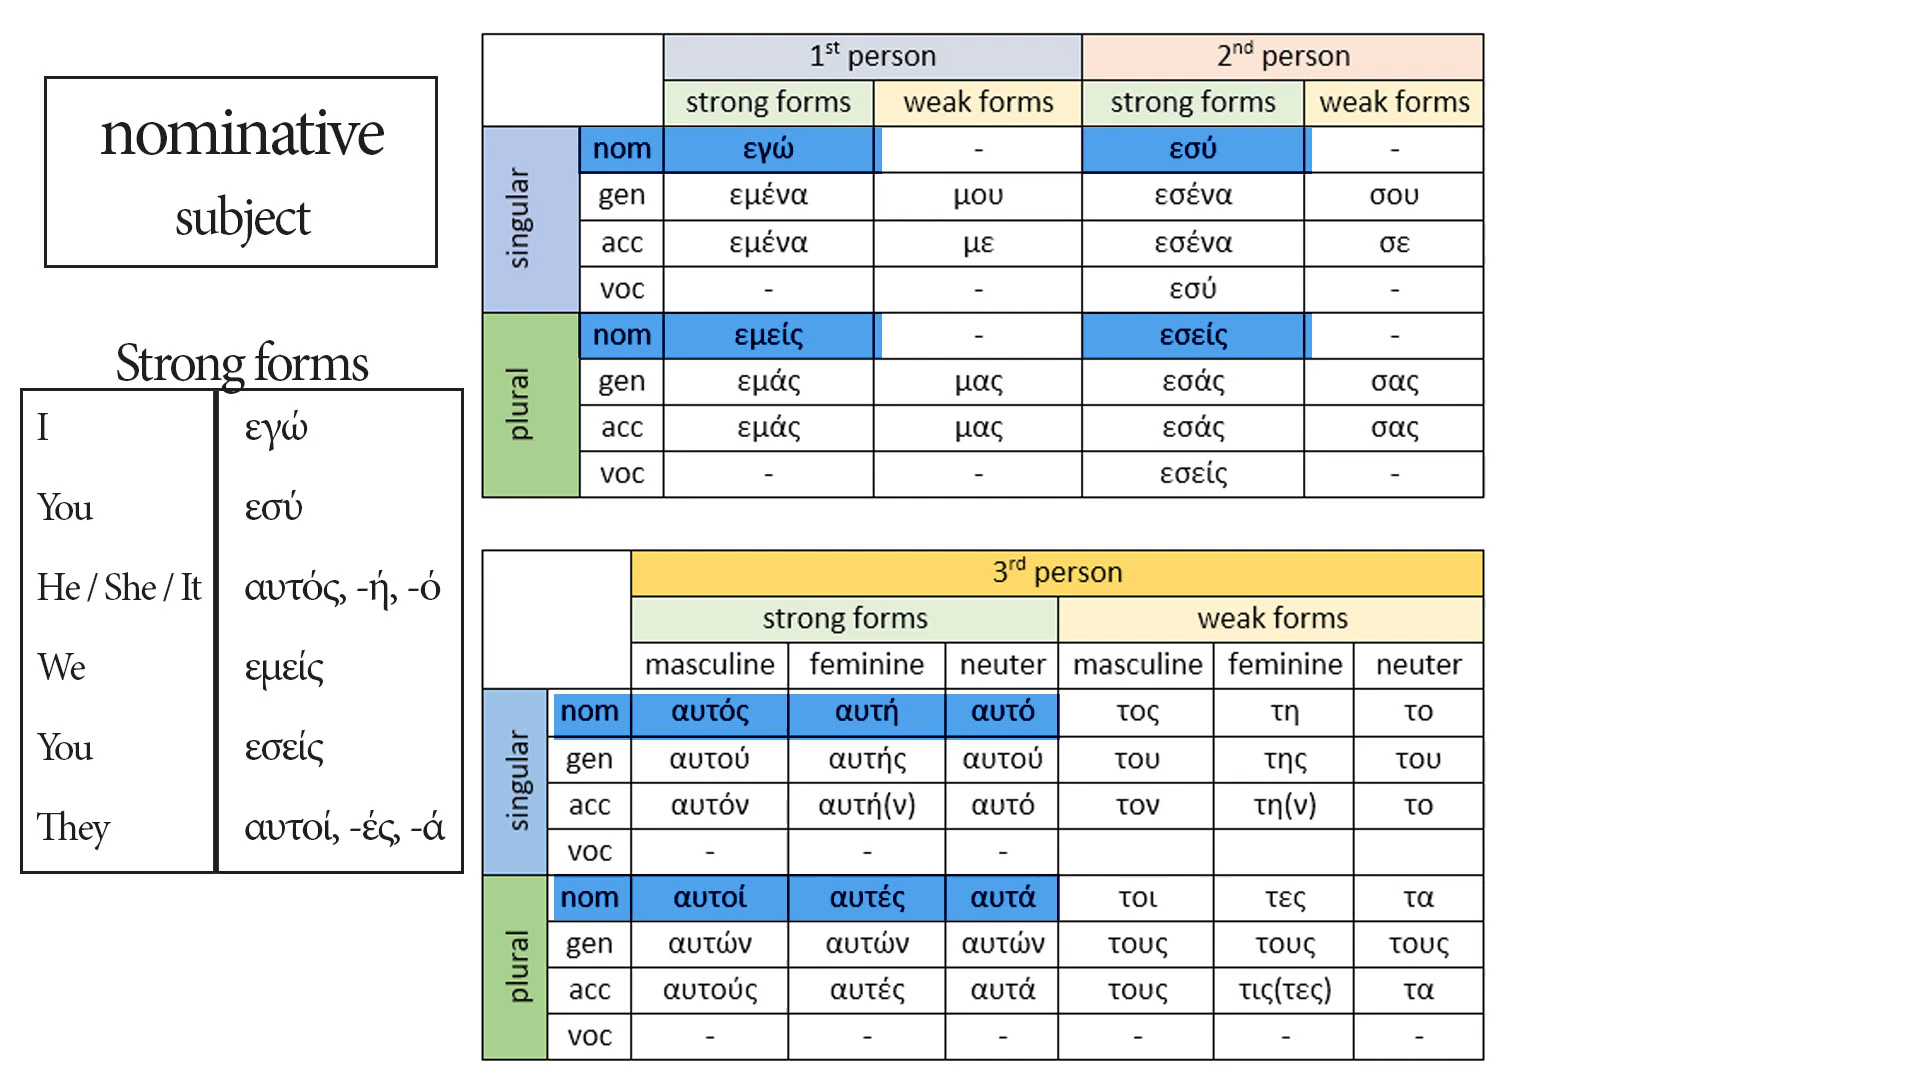 nominative
subject
Strong forms
I εγώ
You εσύ
He / She / It αυτός, -ή, -ό
We εμείς
You εσείς
They αυτοί, -ές, -ά
1st person 2nd person
strong forms weak forms strong forms weak forms
singular
nom εγώ - εσύ -
gen εμένα μου εσένα σου
acc εμένα με εσένα σε
voc - - εσύ -
plural
nom εμείς - εσείς -
gen εμάς μας εσάς σας
acc εμάς μας εσάς σας
voc - - εσείς -
3rd person
strong forms weak forms
masculine feminine neuter masculine feminine neuter
singular
nom αυτός αυτή αυτό τος τη το
gen αυτού αυτής αυτού του της του
acc αυτόν αυτή(ν) αυτό τον τη(ν) το
voc - - -
plural
nom αυτοί αυτές αυτά τοι τες τα
gen αυτών αυτών αυτών τους τους τους
acc αυτούς αυτές αυτά τους τις(τες) τα
voc - - - - - -